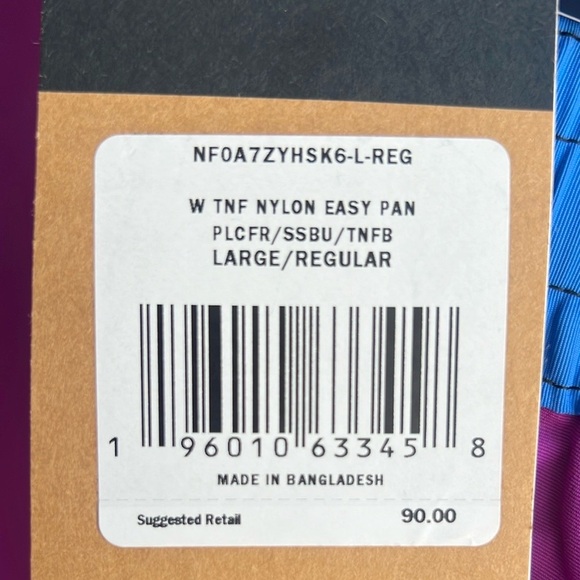 NF0A7ZYHSK6-L-REG
W TNF NYLON EASY PAN
PLCFR/SSBU/TNFB
LARGE/REGULAR
1 96010 63345 8
MADE IN BANGLADESH
Suggested Retail 90.00